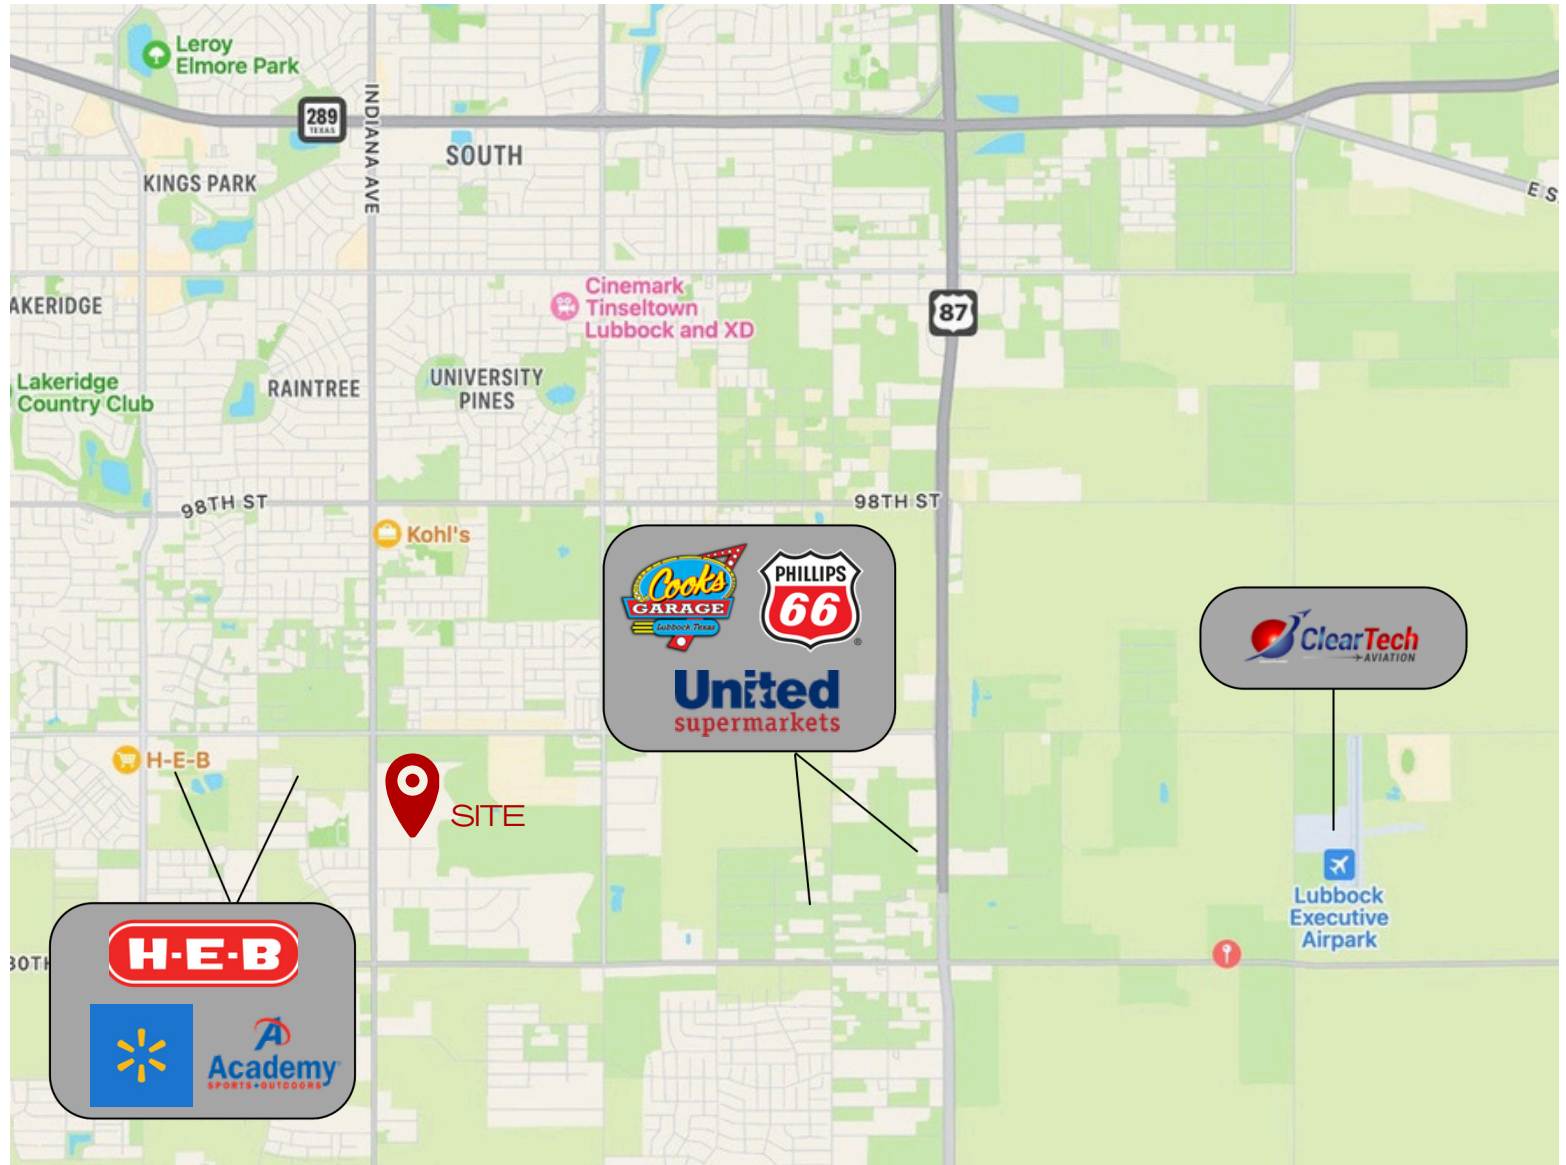 Leroy
Elmore Park
289
TEXAS
INDIANA AVE
SOUTH
KINGS PARK
E S
AKERIDGE
Cinemark
Tinseltown
Lubbock and XD
87
Lakeridge
Country Club
RAINTREE
UNIVERSITY
PINES
98TH ST
98TH ST
Kohl's
Cook's
GARAGE
Lubbock Texas
PHILLIPS
66
®
United
supermarkets
ClearTech
AVIATION
H-E-B
SITE
Lubbock
Executive
Airpark
30TH
H-E-B
Academy
SPORTS+OUTDOORS